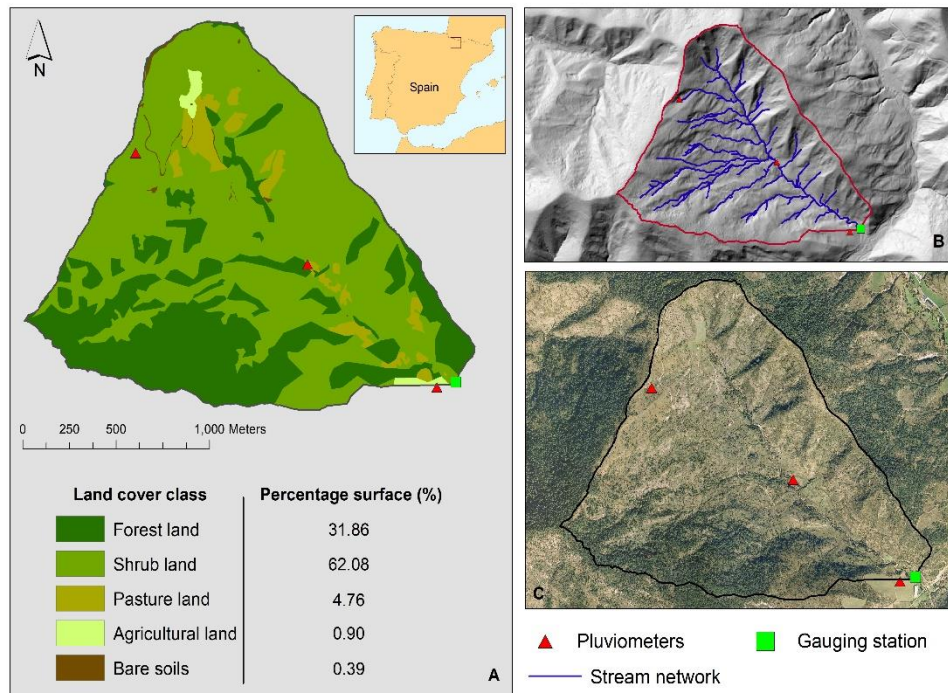 N
Spain
0 250 500 1,000 Meters
Land cover class Percentage surface (%)
Forest land 31.86
Shrub land 62.08
Pasture land 4.76
Agricultural land 0.90
Bare soils 0.39
A
B
C
Pluviometers Gauging station
Stream network